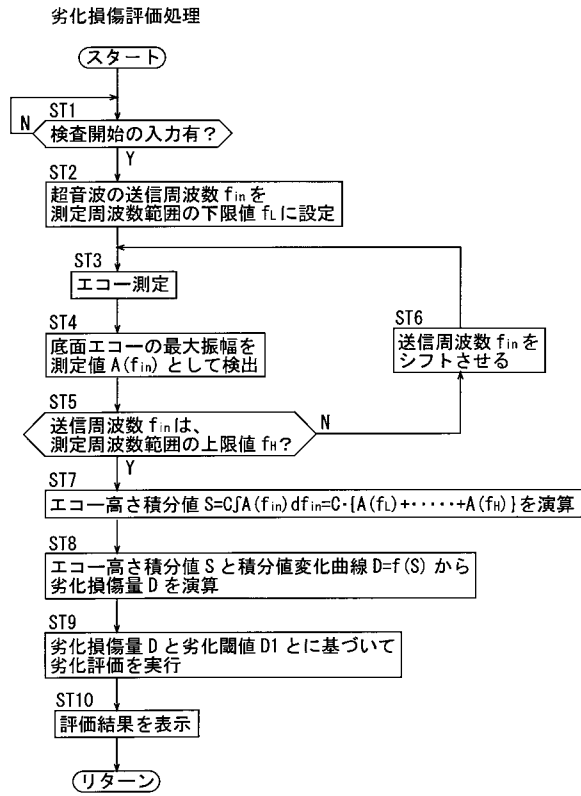 劣化損傷評価処理
スタート
ST1
N
検査開始の入力有?
Y
ST2
超音波の送信周波数 fin を
測定周波数範囲の下限値 fL に設定
ST3
エコー測定
ST4
底面エコーの最大振幅を
測定値 A(fin) として検出
ST6
送信周波数 fin を
シフトさせる
ST5
送信周波数 fin は、
測定周波数範囲の上限値 fH?
N
Y
ST7
エコー高さ積分値 S=C∫A(fin)dfin=C・{A(fL)+・・・・・+A(fH)}を演算
ST8
エコー高さ積分値 S と積分値変化曲線 D=f(S) から
劣化損傷量 D を演算
ST9
劣化損傷量 D と劣化閾値 D1 とに基づいて
劣化評価を実行
ST10
評価結果を表示
リターン